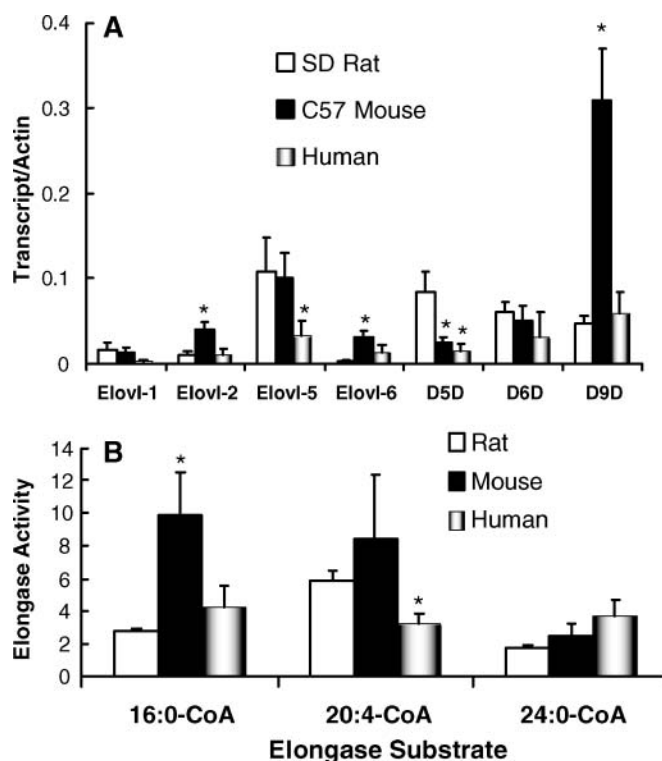 A
SD Rat
C57 Mouse
Human
Transcript/Actin
0.4
0.3
0.2
0.1
0
*
*
*
*
*
*
Elovl-1 Elovl-2 Elovl-5 Elovl-6 D5D D6D D9D
B
Rat
Mouse
Human
Elongase Activity
14
12
10
8
6
4
2
0
*
*
16:0-CoA 20:4-CoA 24:0-CoA
Elongase Substrate